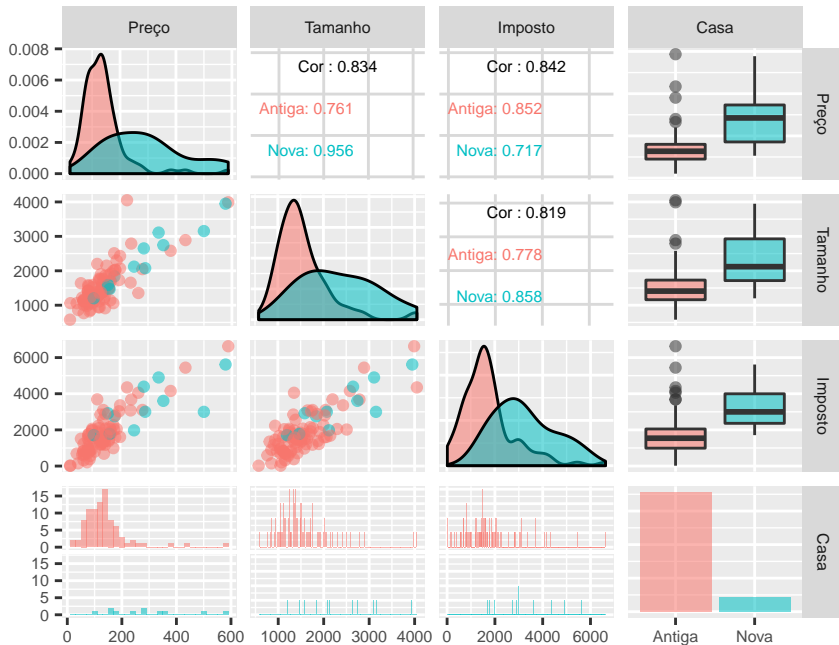 Preço Tamanho Imposto Casa
0.008
0.006
0.004
0.002
0.000
Cor : 0.834
Antiga: 0.761
Nova: 0.956
Cor : 0.842
Antiga: 0.852
Nova: 0.717
Preço
4000
3000
2000
1000
Cor : 0.819
Antiga: 0.778
Nova: 0.858
Tamanho
6000
4000
2000
0
Imposto
15
10
5
0
15
10
5
0
Casa
0 200 400 600 1000 2000 3000 4000 0 2000 4000 6000 Antiga Nova